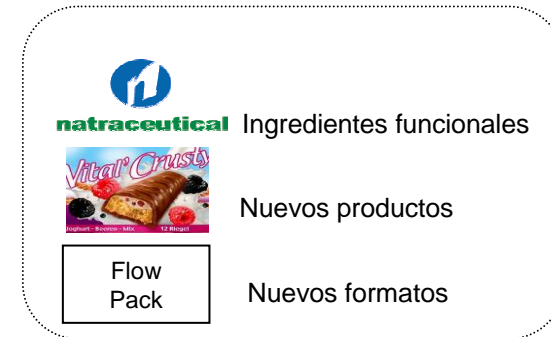 natraceutical Ingredientes funcionales
Vital' Crusty
Joghurt - Beeren - Mix 12 Riegel
Nuevos productos
Flow
Pack
Nuevos formatos